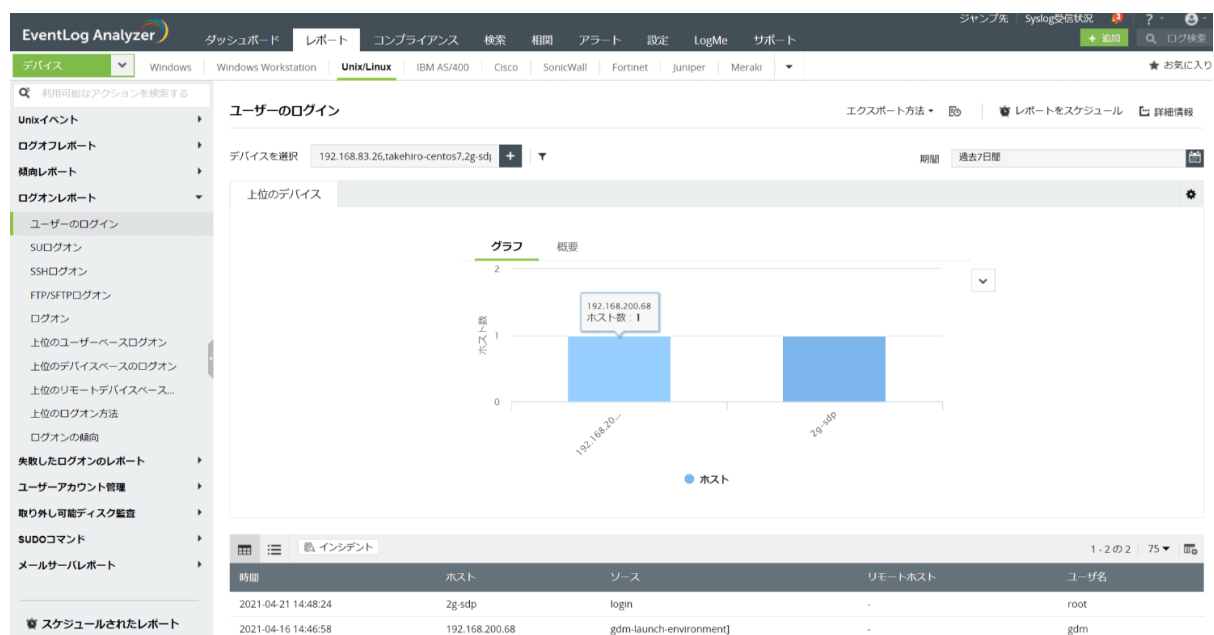 ジャンプ先 Syslog受信状況 ?
EventLog Analyzer
ダッシュボード レポート コンプライアンス 検索 相関 アラート 設定 LogMe サポート
+ 追加 ログ検索
デバイス Windows Windows Workstation Unix/Linux IBM AS/400 Cisco SonicWall Fortinet Juniper Meraki ★ お気に入り
利用可能なアクションを検索する
Unixイベント
ログオフレポート
傾向レポート
ログオンレポート
ユーザーのログイン
SUログオン
SSHログオン
FTP/SFTPログオン
ログオン
上位のユーザーベースログオン
上位のデバイスベースのログオン
上位のリモートデバイスベース...
上位のログオン方法
ログオンの傾向
失敗したログオンのレポート
ユーザーアカウント管理
取り外し可能ディスク監査
SUDOコマンド
メールサーバレポート
スケジュールされたレポート
ユーザーのログイン
エクスポート方法 レポートをスケジュール 詳細情報
デバイスを選択 192.168.83.26,takehiro-centos7,2g-sdp +
期間 過去7日間
上位のデバイス
グラフ 概要
2
192.168.200.68
ホスト数 : 1
ホスト数
1
0
192.168.20...
2g-sdp
ホスト
インシデント
1 - 2 の 2 75
時間 ホスト ソース リモートホスト ユーザ名
2021-04-21 14:48:24 2g-sdp login - root
2021-04-16 14:46:58 192.168.200.68 gdm-launch-environment] - gdm